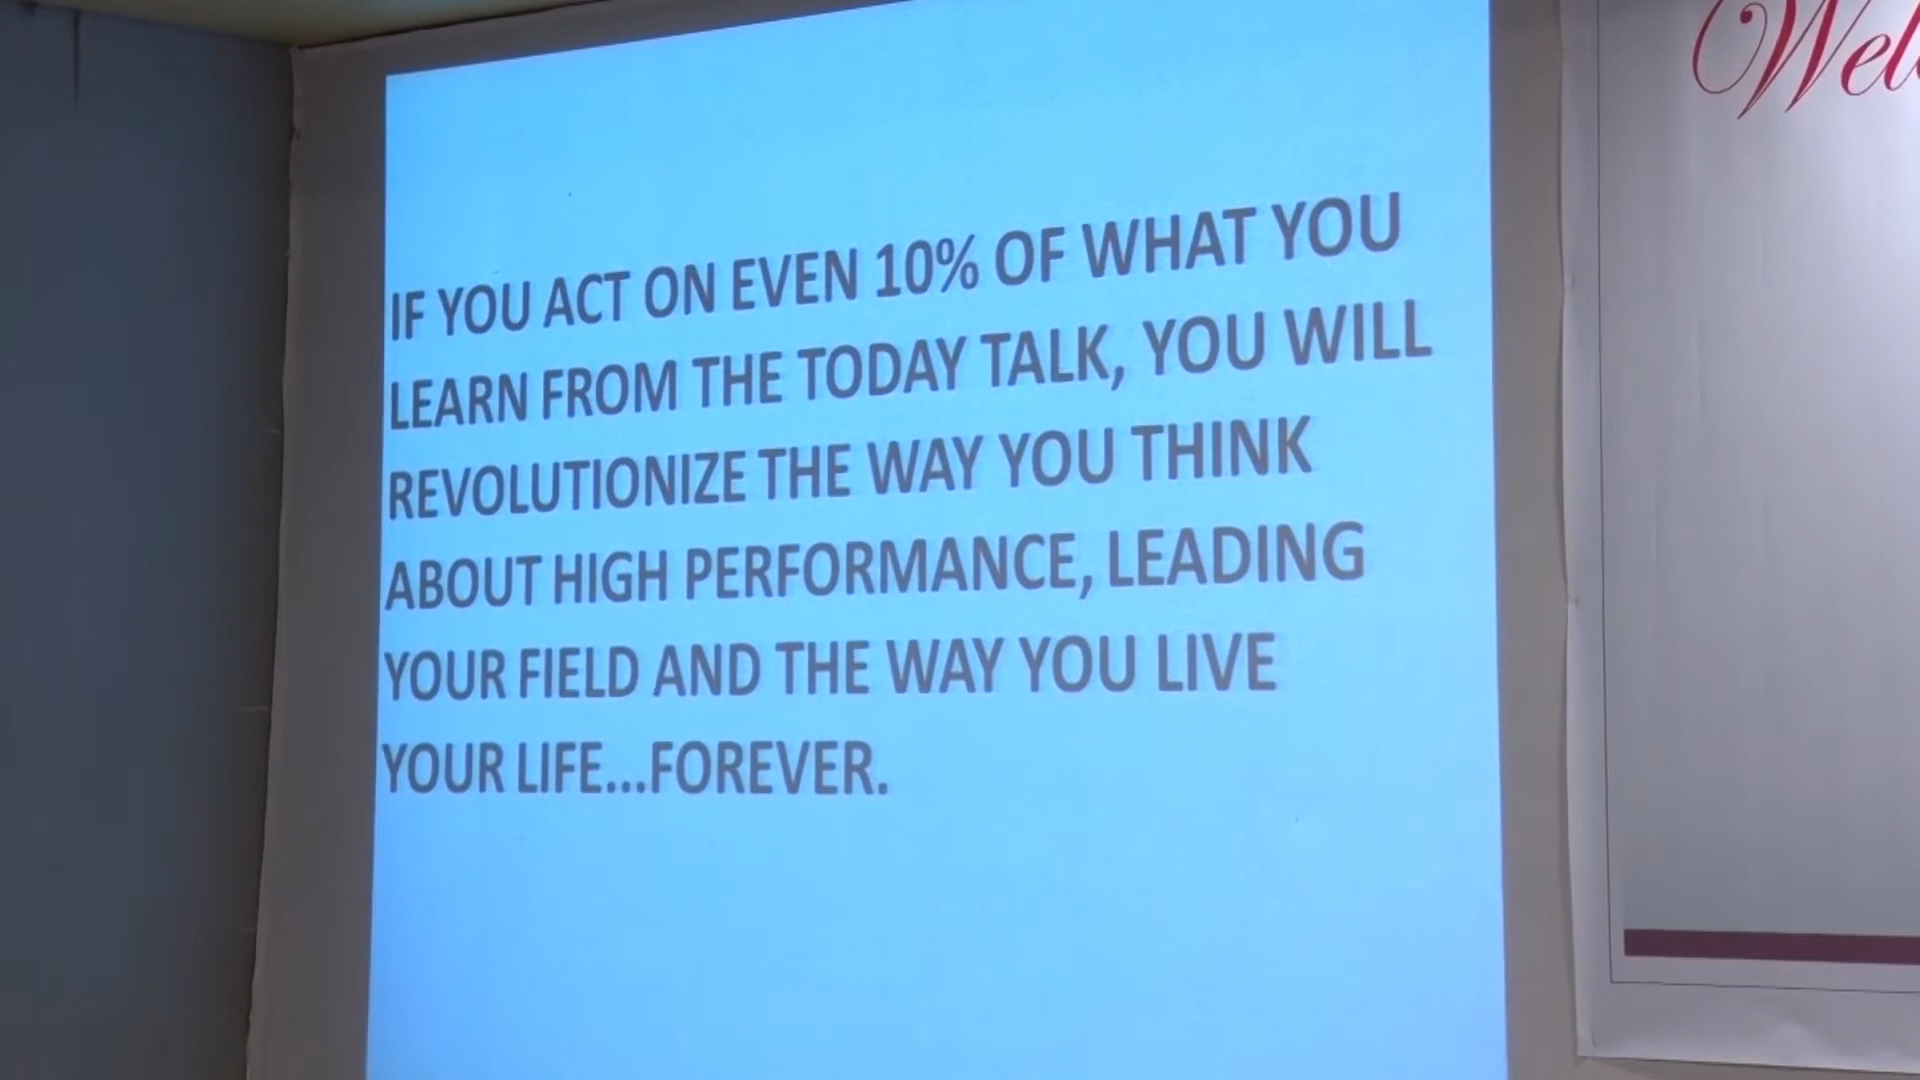 IF YOU ACT ON EVEN 10% OF WHAT YOU
LEARN FROM THE TODAY TALK, YOU WILL
REVOLUTIONIZE THE WAY YOU THINK
ABOUT HIGH PERFORMANCE, LEADING
YOUR FIELD AND THE WAY YOU LIVE
YOUR LIFE...FOREVER.